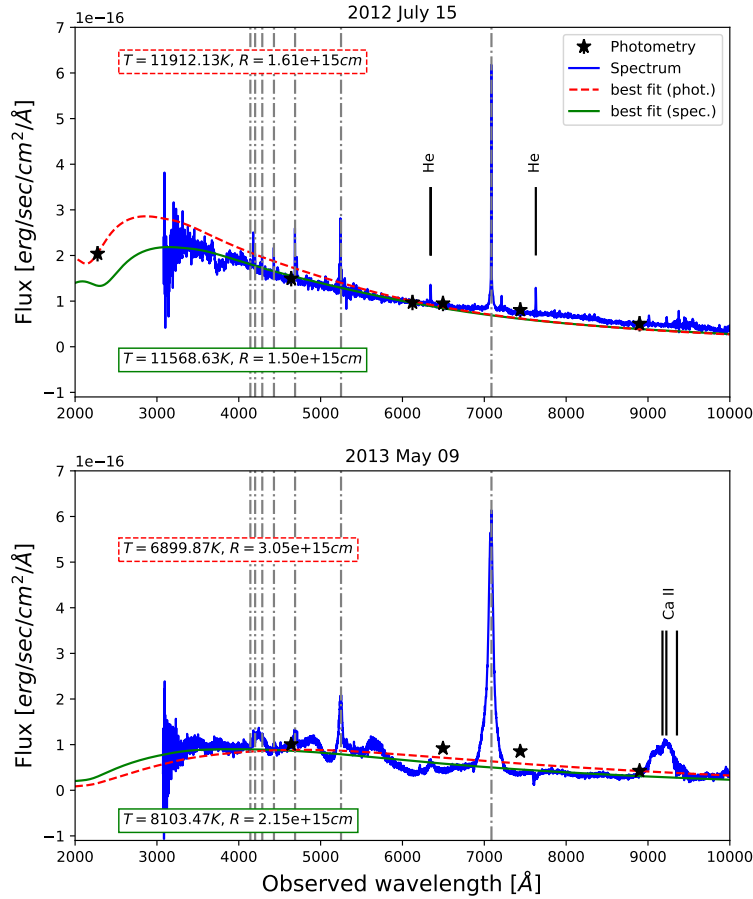 2012 July 15
1e−16
7
6
5
4
3
2
1
0
−1
Flux [erg/sec/cm²/Å]
T = 11912.13K, R = 1.61e+15cm
Photometry
Spectrum
best fit (phot.)
best fit (spec.)
He
He
T = 11568.63K, R = 1.50e+15cm
2000 3000 4000 5000 6000 7000 8000 9000 10000
2013 May 09
1e−16
7
6
5
4
3
2
1
0
−1
Flux [erg/sec/cm²/Å]
T = 6899.87K, R = 3.05e+15cm
Ca II
T = 8103.47K, R = 2.15e+15cm
2000 3000 4000 5000 6000 7000 8000 9000 10000
Observed wavelength [Å]